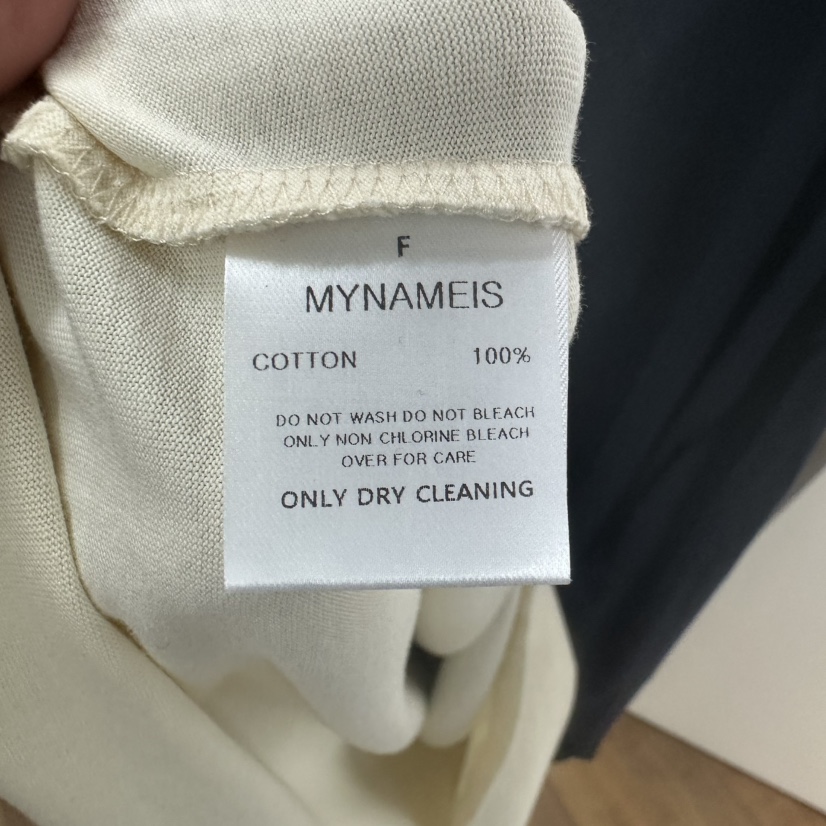 F
MYNAMEIS
COTTON 100%
DO NOT WASH DO NOT BLEACH
ONLY NON CHLORINE BLEACH
OVER FOR CARE
ONLY DRY CLEANING